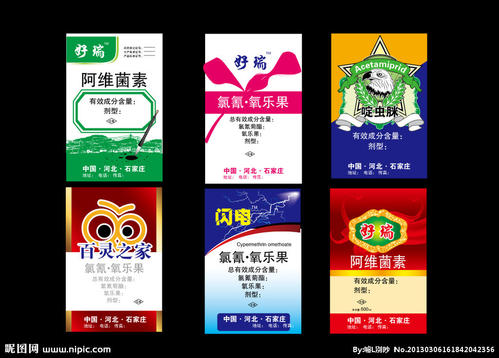 好瑞
TM
阿维菌素
有效成分含量:
剂型:
中国·河北·石家庄
地址: 电话: 传真:
好瑞
TM
氯氰·氧乐果
总有效成分含量:
氯氰菊酯:
氧乐果:
剂型:
中国·河北·石家庄
地址: 电话: 传真:
Acetamiprid
啶虫脒
有效成分含量:
剂型:
中国·河北·石家庄
地址: 电话: 传真:
百灵之家
氯氰·氧乐果
总有效成分含量:
氯氰菊酯:
氧乐果:
剂型:
中国·河北·石家庄
地址: 电话: 传真:
闪电
TM
Cypermethrin omethoate
氯氰·氧乐果
总有效成分含量:
氯氰菊酯:
氧乐果:
剂型:
中国·河北·石家庄
地址: 电话: 传真:
好瑞
阿维菌素
有效成分含量:
剂型:
质量:500ml
中国·河北·石家庄
地址: 电话: 传真:
昵图网 www.nipic.com
By:喻L别吵 No.20130306161842042356